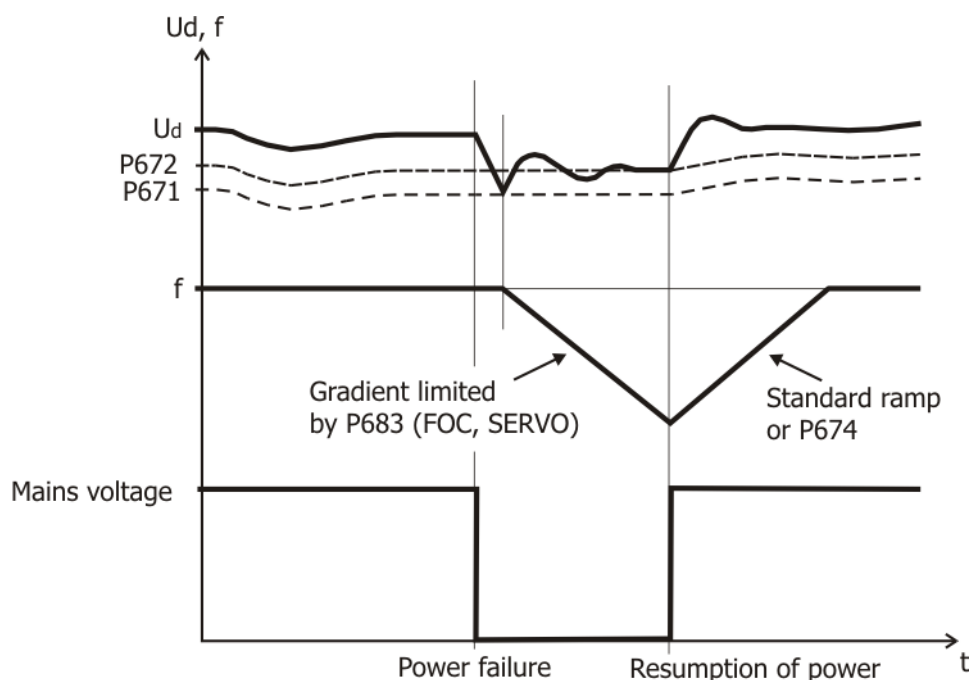 Ud, f
Ud
P672
P671
f
Gradient limited
by P683 (FOC, SERVO)
Standard ramp
or P674
Mains voltage
t
Power failure
Resumption of power